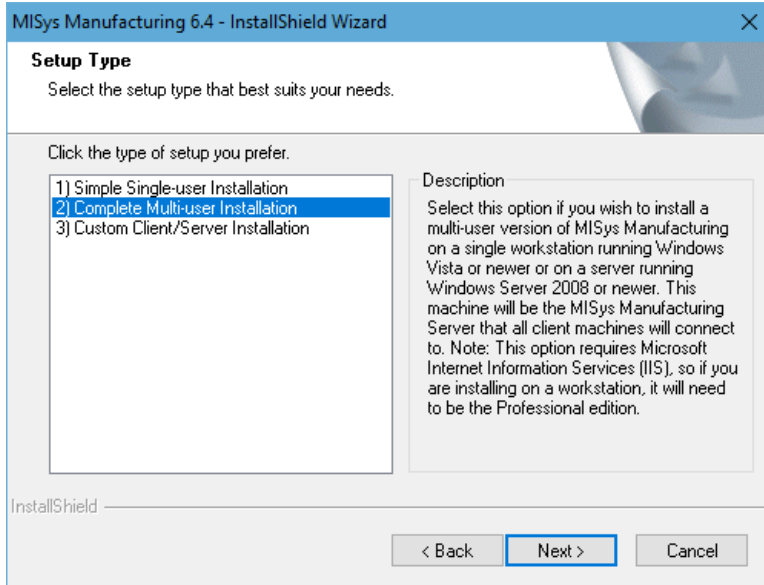 MISys Manufacturing 6.4 - InstallShield Wizard
Setup Type
Select the setup type that best suits your needs.
Click the type of setup you prefer.
1) Simple Single-user Installation
2) Complete Multi-user Installation
3) Custom Client/Server Installation
Description
Select this option if you wish to install a
multi-user version of MISys Manufacturing
on a single workstation running Windows
Vista or newer or on a server running
Windows Server 2008 or newer. This
machine will be the MISys Manufacturing
Server that all client machines will connect
to. Note: This option requires Microsoft
Internet Information Services (IIS), so if you
are installing on a workstation, it will need
to be the Professional edition.
InstallShield
< Back
Next >
Cancel